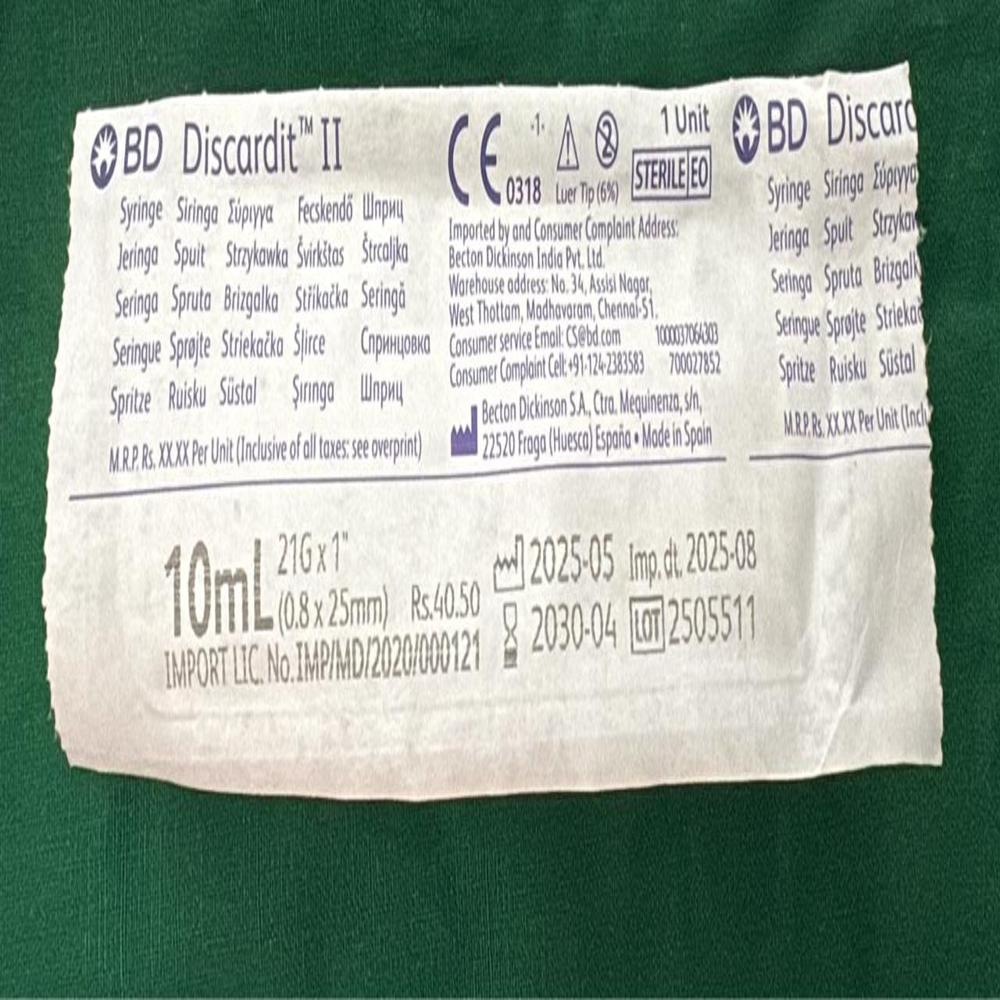 BD Discardit™ II
Syringe Siringa Σύριγγα Fecskendő Шприц
Jeringa Spuit Strzykawka Švirkštas Štrcaljka
Seringa Spruta Brizgalka Stříkačka Seringă
Seringue Sprøjte Striekačka Šļirce Спринцовка
Spritze Ruisku Süstal Şırınga Шприц
M.R.P. Rs. XX.XX Per Unit (Inclusive of all taxes: see overprint)
CE 0318
-1-
Luer Tip (6%)
1 Unit
STERILE EO
Imported by and Consumer Complaint Address:
Becton Dickinson India Pvt. Ltd.
Warehouse address: No. 34, Assisi Nagar,
West Thottam, Madhavaram, Chennai-51.
Consumer service Email: CS@bd.com 1000037064303
Consumer Complaint Cell: +91-124-2383583 700027852
Becton Dickinson S.A., Ctra. Mequinenza, s/n,
22520 Fraga (Huesca) España • Made in Spain
BD Discard
Syringe Siringa Σύριγγα
Jeringa Spuit Strzykaw
Seringa Spruta Brizgalk
Seringue Sprøjte Striekač
Spritze Ruisku Süstal
M.R.P. Rs. XX.XX Per Unit (Incl
10mL 21G x 1"
(0.8 x 25mm) Rs.40.50
IMPORT LIC. No. IMP/MD/2020/000121
2025-05 Imp. dt. 2025-08
2030-04 LOT 2505511